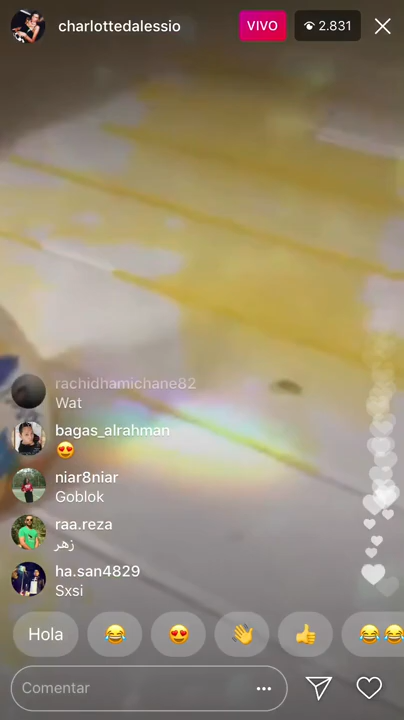 charlottedalessio
VIVO
2.831
rachidhamichane82
Wat
bagas_alrahman
😍
niar8niar
Goblok
raa.reza
زهر
ha.san4829
Sxsi
Hola
Comentar